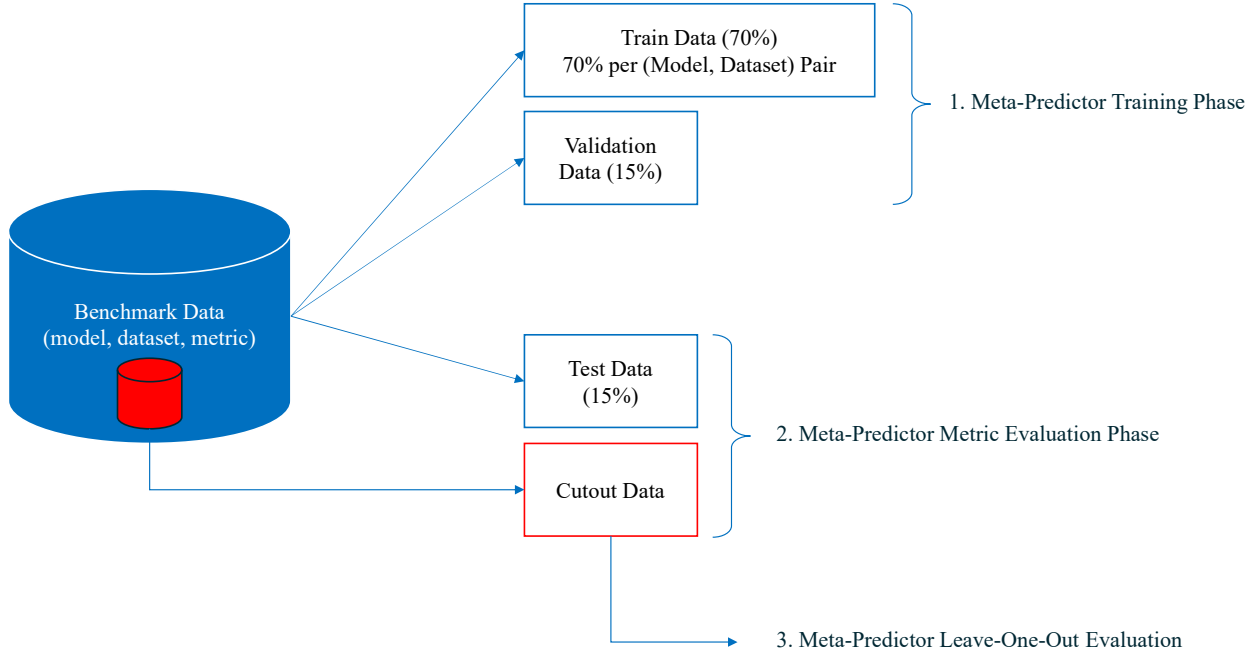 Train Data (70%)
70% per (Model, Dataset) Pair
1. Meta-Predictor Training Phase
Validation
Data (15%)
Benchmark Data
(model, dataset, metric)
Test Data
(15%)
2. Meta-Predictor Metric Evaluation Phase
Cutout Data
3. Meta-Predictor Leave-One-Out Evaluation